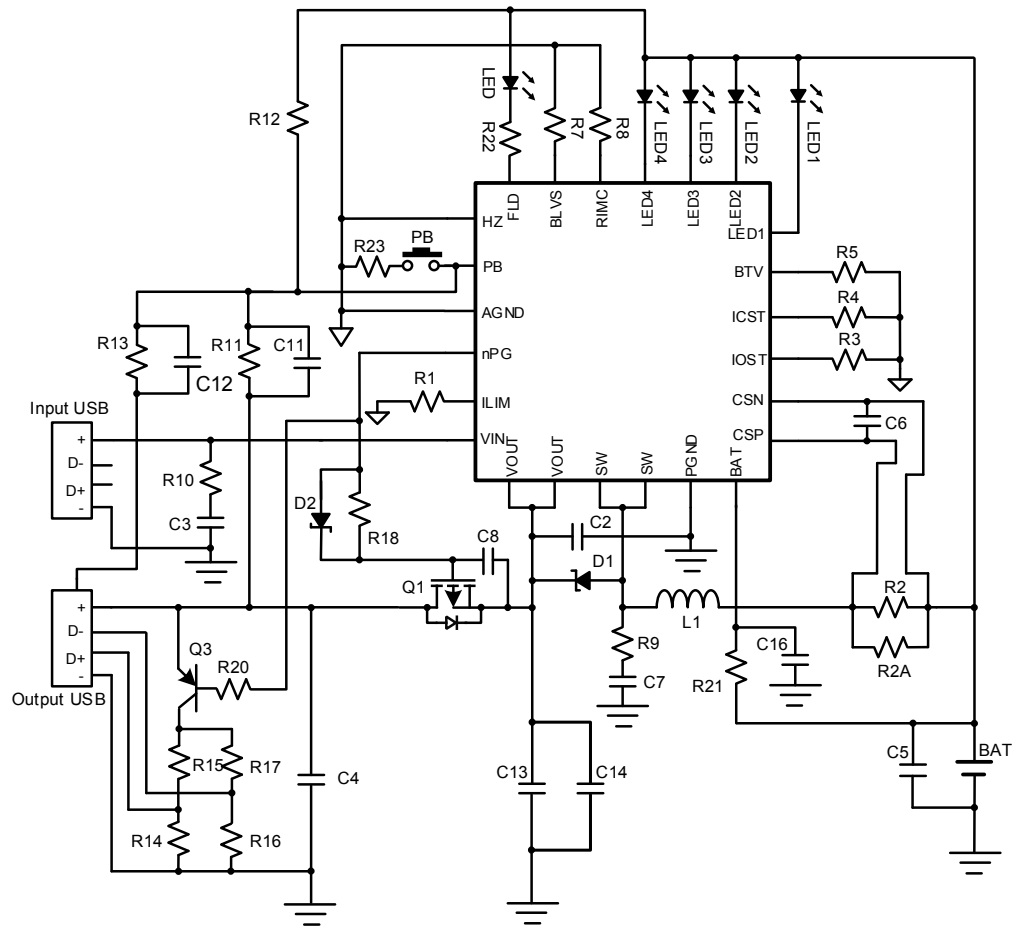 R12
LED
R22
R7
R8
LED4
LED3
LED2
LED1
FLD
BLVS
RIMC
LED4
LED3
LED2
LED1
HZ
PB
R23
PB
BTV
R5
ICST
R4
AGND
IOST
R3
nPG
R13
C12
R11
C11
R1
ILIM
CSN
C6
CSP
Input USB
+
D-
D+
-
VIN
VOUT
VOUT
SW
SW
PGND
BAT
R10
C3
D2
R18
C8
C2
D1
Q1
L1
R2
R2A
+
D-
D+
-
Output USB
Q3
R20
R9
C7
R21
C16
R15
R17
R14
R16
C4
C13
C14
C5
BAT